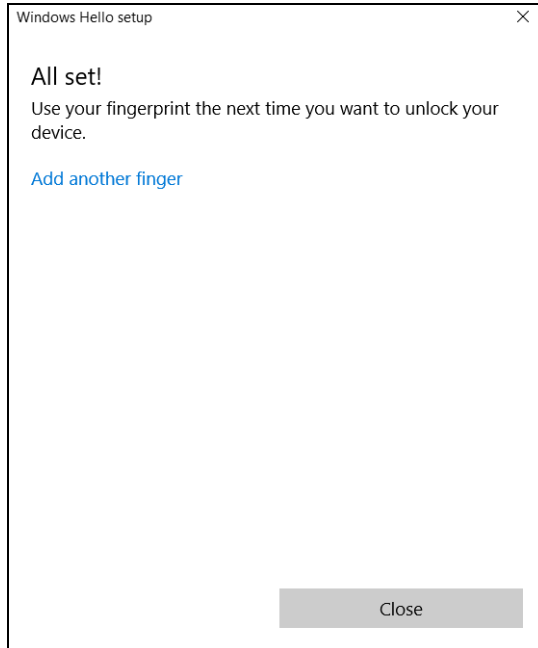 Windows Hello setup
All set!
Use your fingerprint the next time you want to unlock your
device.
Add another finger
Close